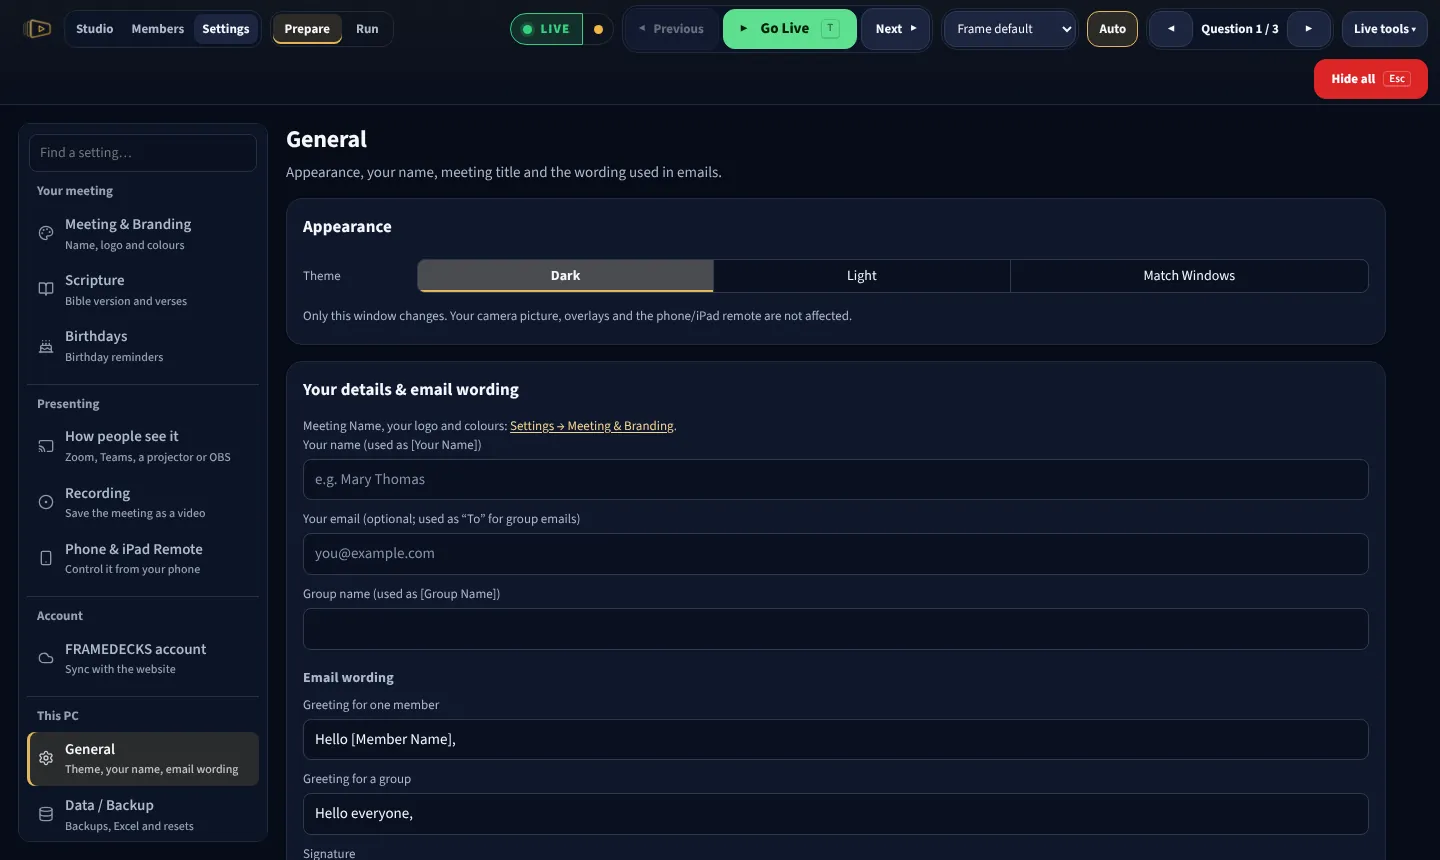 Studio Members Settings Prepare Run LIVE Previous Go Live T Next Frame default Auto Question 1 / 3 Live tools
Hide all Esc
Find a setting…
Your meeting
Meeting & Branding
Name, logo and colours
Scripture
Bible version and verses
Birthdays
Birthday reminders
Presenting
How people see it
Zoom, Teams, a projector or OBS
Recording
Save the meeting as a video
Phone & iPad Remote
Control it from your phone
Account
FRAMEDECKS account
Sync with the website
This PC
General
Theme, your name, email wording
Data / Backup
Backups, Excel and resets
General
Appearance, your name, meeting title and the wording used in emails.
Appearance
Theme Dark Light Match Windows
Only this window changes. Your camera picture, overlays and the phone/iPad remote are not affected.
Your details & email wording
Meeting Name, your logo and colours: Settings → Meeting & Branding.
Your name (used as [Your Name])
e.g. Mary Thomas
Your email (optional; used as “To” for group emails)
you@example.com
Group name (used as [Group Name])
Email wording
Greeting for one member
Hello [Member Name],
Greeting for a group
Hello everyone,
Signature